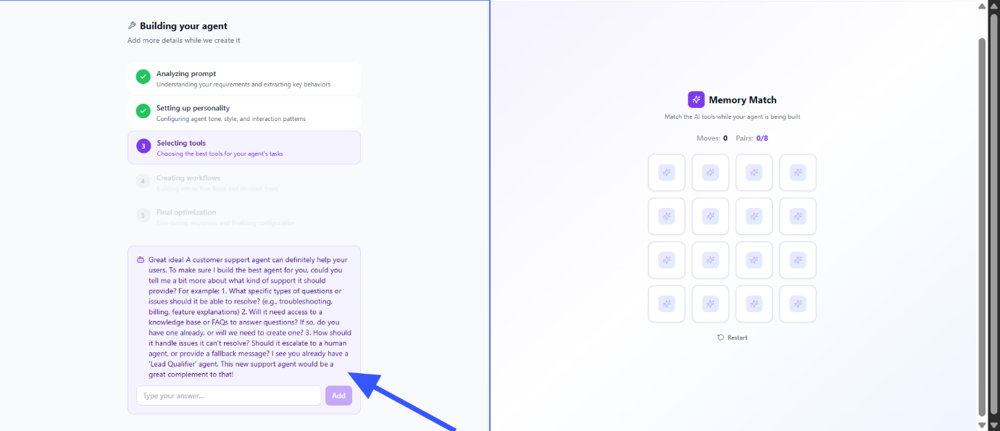 Building your agent
Add more details while we create it
Analyzing prompt
Understanding your requirements and extracting key behaviors
Setting up personality
Configuring agent tone, style, and interaction patterns
3
Selecting tools
Choosing the best tools for your agent's tasks
4
Creating workflows
Building interaction flows and decision trees
5
Final optimization
Fine-tuning responses and finalizing configuration
Great idea! A customer support agent can definitely help your
users. To make sure I build the best agent for you, could you
tell me a bit more about what kind of support it should
provide? For example: 1. What specific types of questions or
issues should it be able to resolve? (e.g., troubleshooting,
billing, feature explanations) 2. Will it need access to a
knowledge base or FAQs to answer questions? If so, do you
have one already, or will we need to create one? 3. How should
it handle issues it can't resolve? Should it escalate to a human
agent, or provide a fallback message? I see you already have a
'Lead Qualifier' agent. This new support agent would be a
great complement to that!
Type your answer...
Add
Memory Match
Match the AI tools while your agent is being built
Moves: 0 Pairs: 0/8
Restart